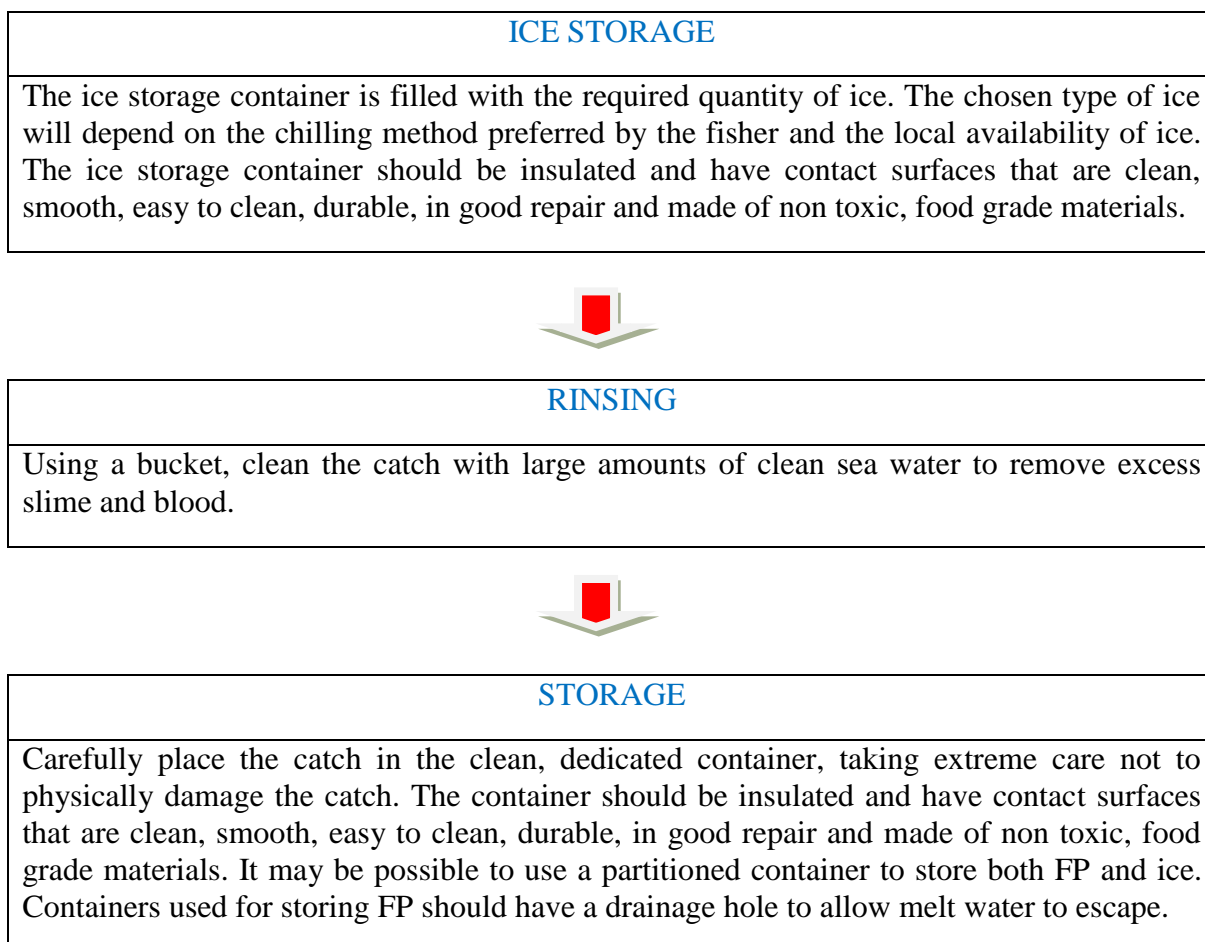 ICE STORAGE
The ice storage container is filled with the required quantity of ice. The chosen type of ice
will depend on the chilling method preferred by the fisher and the local availability of ice.
The ice storage container should be insulated and have contact surfaces that are clean,
smooth, easy to clean, durable, in good repair and made of non toxic, food grade materials.
RINSING
Using a bucket, clean the catch with large amounts of clean sea water to remove excess
slime and blood.
STORAGE
Carefully place the catch in the clean, dedicated container, taking extreme care not to
physically damage the catch. The container should be insulated and have contact surfaces
that are clean, smooth, easy to clean, durable, in good repair and made of non toxic, food
grade materials. It may be possible to use a partitioned container to store both FP and ice.
Containers used for storing FP should have a drainage hole to allow melt water to escape.